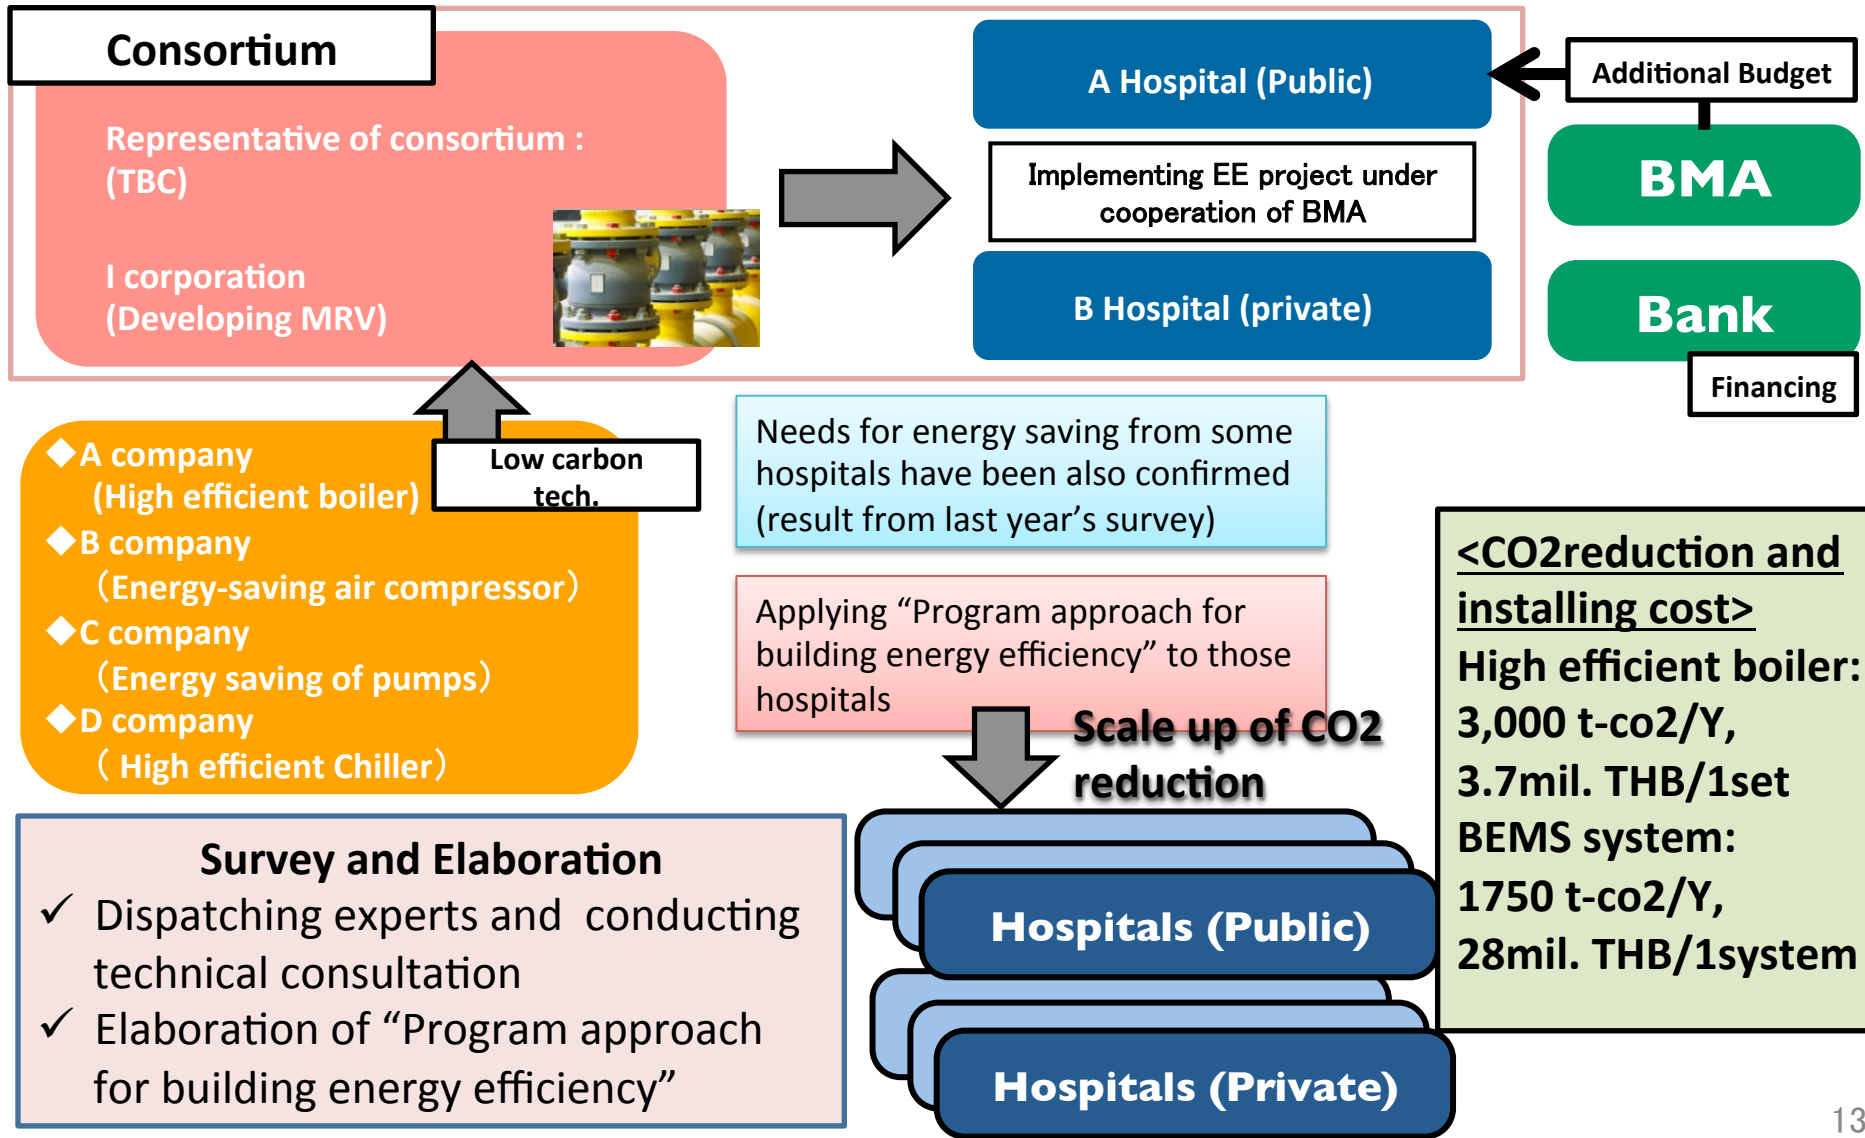 Consortium
Representative of consortium :
(TBC)
I corporation
(Developing MRV)
A Hospital (Public)
Implementing EE project under
cooperation of BMA
B Hospital (private)
Additional Budget
BMA
Bank
Financing
◆A company
(High efficient boiler)
◆B company
（Energy-saving air compressor）
◆C company
（Energy saving of pumps）
◆D company
（ High efficient Chiller）
Low carbon
tech.
Needs for energy saving from some
hospitals have been also confirmed
(result from last year’s survey)
Applying “Program approach for
building energy efficiency” to those
hospitals
Scale up of CO2
reduction
Hospitals (Public)
Hospitals (Private)
<CO2reduction and
installing cost>
High efficient boiler:
3,000 t-co2/Y,
3.7mil. THB/1set
BEMS system:
1750 t-co2/Y,
28mil. THB/1system
Survey and Elaboration
✓ Dispatching experts and conducting
technical consultation
✓ Elaboration of “Program approach
for building energy efficiency”
13